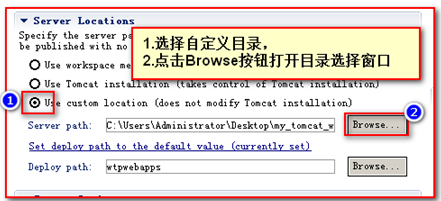 Server Locations
Specify the server pa
be published with no
1.选择自定义目录，
2.点击Browse按钮打开目录选择窗口
Use workspace me
Use Tomcat installation (takes control of Tomcat installation)
1
Use custom location (does not modify Tomcat installation)
2
Server path: C:\Users\Administrator\Desktop\my_tomcat_w Browse...
Set deploy path to the default value (currently set)
Deploy path: wtpwebapps Browse...